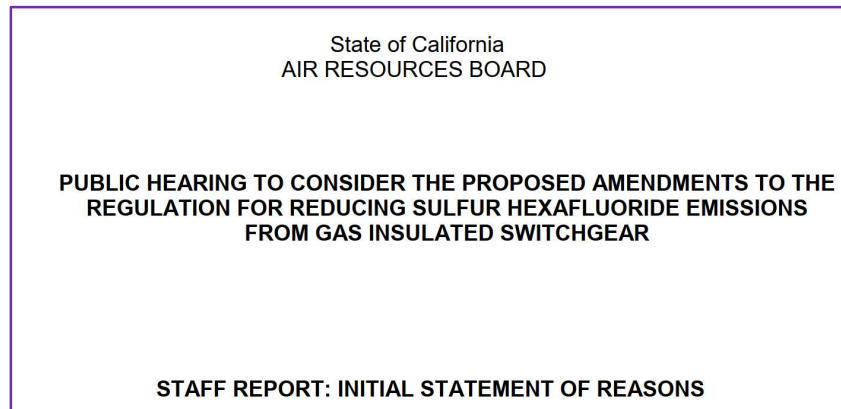 State of California
AIR RESOURCES BOARD
PUBLIC HEARING TO CONSIDER THE PROPOSED AMENDMENTS TO THE
REGULATION FOR REDUCING SULFUR HEXAFLUORIDE EMISSIONS
FROM GAS INSULATED SWITCHGEAR
STAFF REPORT: INITIAL STATEMENT OF REASONS